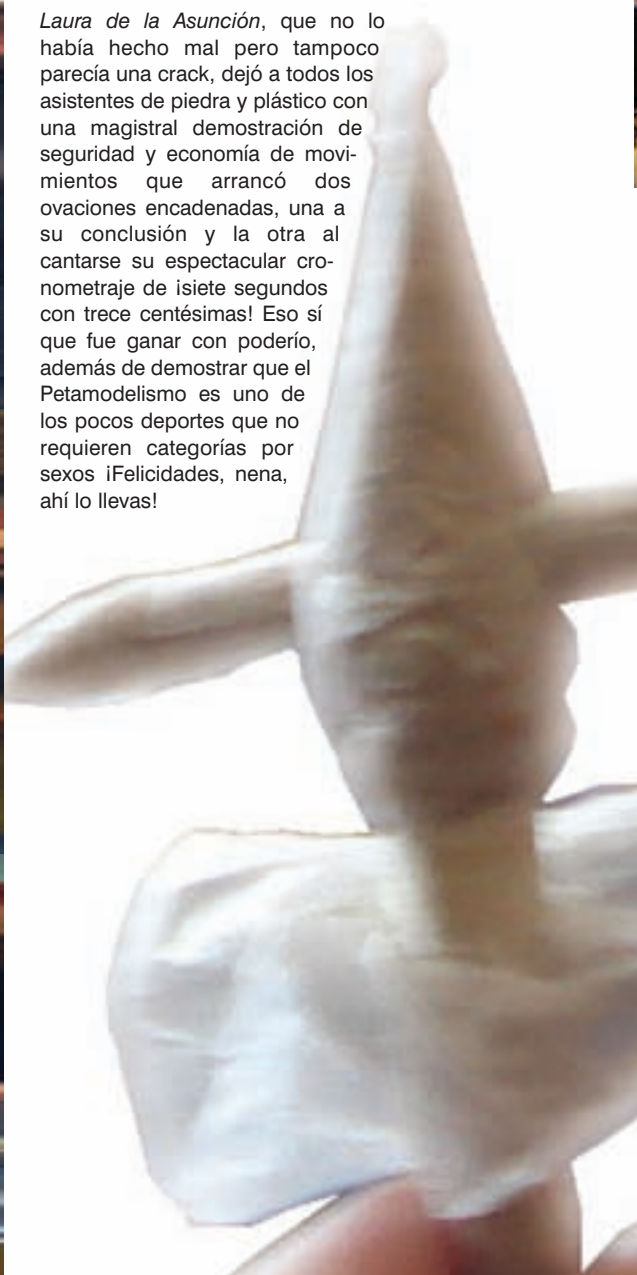 Laura de la Asunción, que no lo
había hecho mal pero tampoco
parecía una crack, dejó a todos los
asistentes de piedra y plástico con
una magistral demostración de
seguridad y economía de movi-
mientos que arrancó dos
ovaciones encadenadas, una a
su conclusión y la otra al
cantarse su espectacular cro-
nometraje de ¡siete segundos
con trece centésimas! Eso sí
que fue ganar con poderío,
además de demostrar que el
Petamodelismo es uno de
los pocos deportes que no
requieren categorías por
sexos ¡Felicidades, nena,
ahí lo llevas!